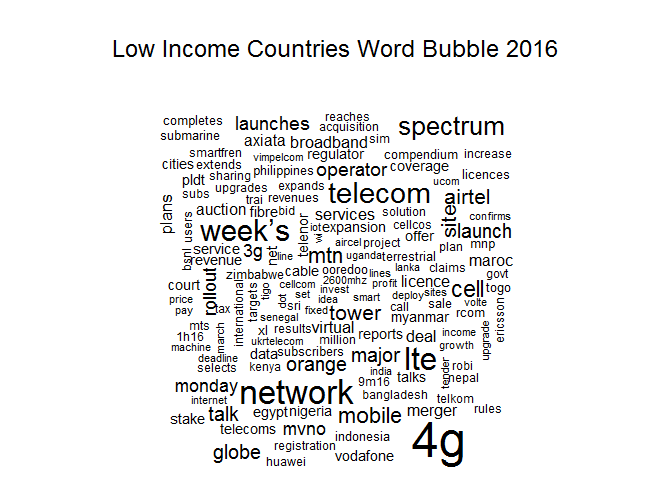 Low Income Countries Word Bubble 2016
completes launches reaches acquisition spectrum
submarine axiata broadband sim
smartfren vimpelcom regulator compendium increase
cities extends philippines operator coverage
pldt sharing ucom licences
subs upgrades trai expands revenues telecom airtel
plans auction fibre bid services solution sites confirms
users week's telenor iot expansion cellcos launch
bsnl service 3g net line wi aircel project offer plan mnp
revenue mtn uganda terrestrial maroc
rollout zimbabwe cable ooredoo lines lanka claims govt
court international targets tigo cellcom 2600mhz profit licence cell togo
price dot set invest deploy sites
pay tax sri idea smart call sale volte
senegal fixed tower myanmar rcom ericsson
mts march xl results virtual
1h16 ukrtelecom million reports deal income upgrade
machine data subscribers major lte growth
deadline kenya orange india tender robi
selects 9m16 talks nepal
monday network bangladesh telkom
internet
stake talk egypt nigeria mobile merger rules
telecoms mvno indonesia 4g
globe registration vodafone
huawei